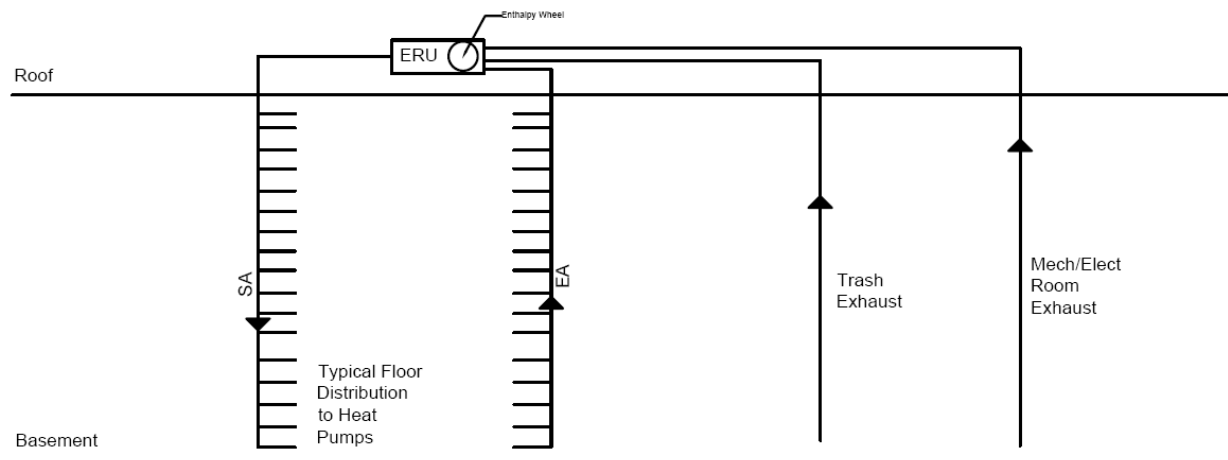 Enthalpy Wheel
ERU
Roof
SA
EA
Trash
Exhaust
Mech/Elect
Room
Exhaust
Typical Floor
Distribution
to Heat
Pumps
Basement